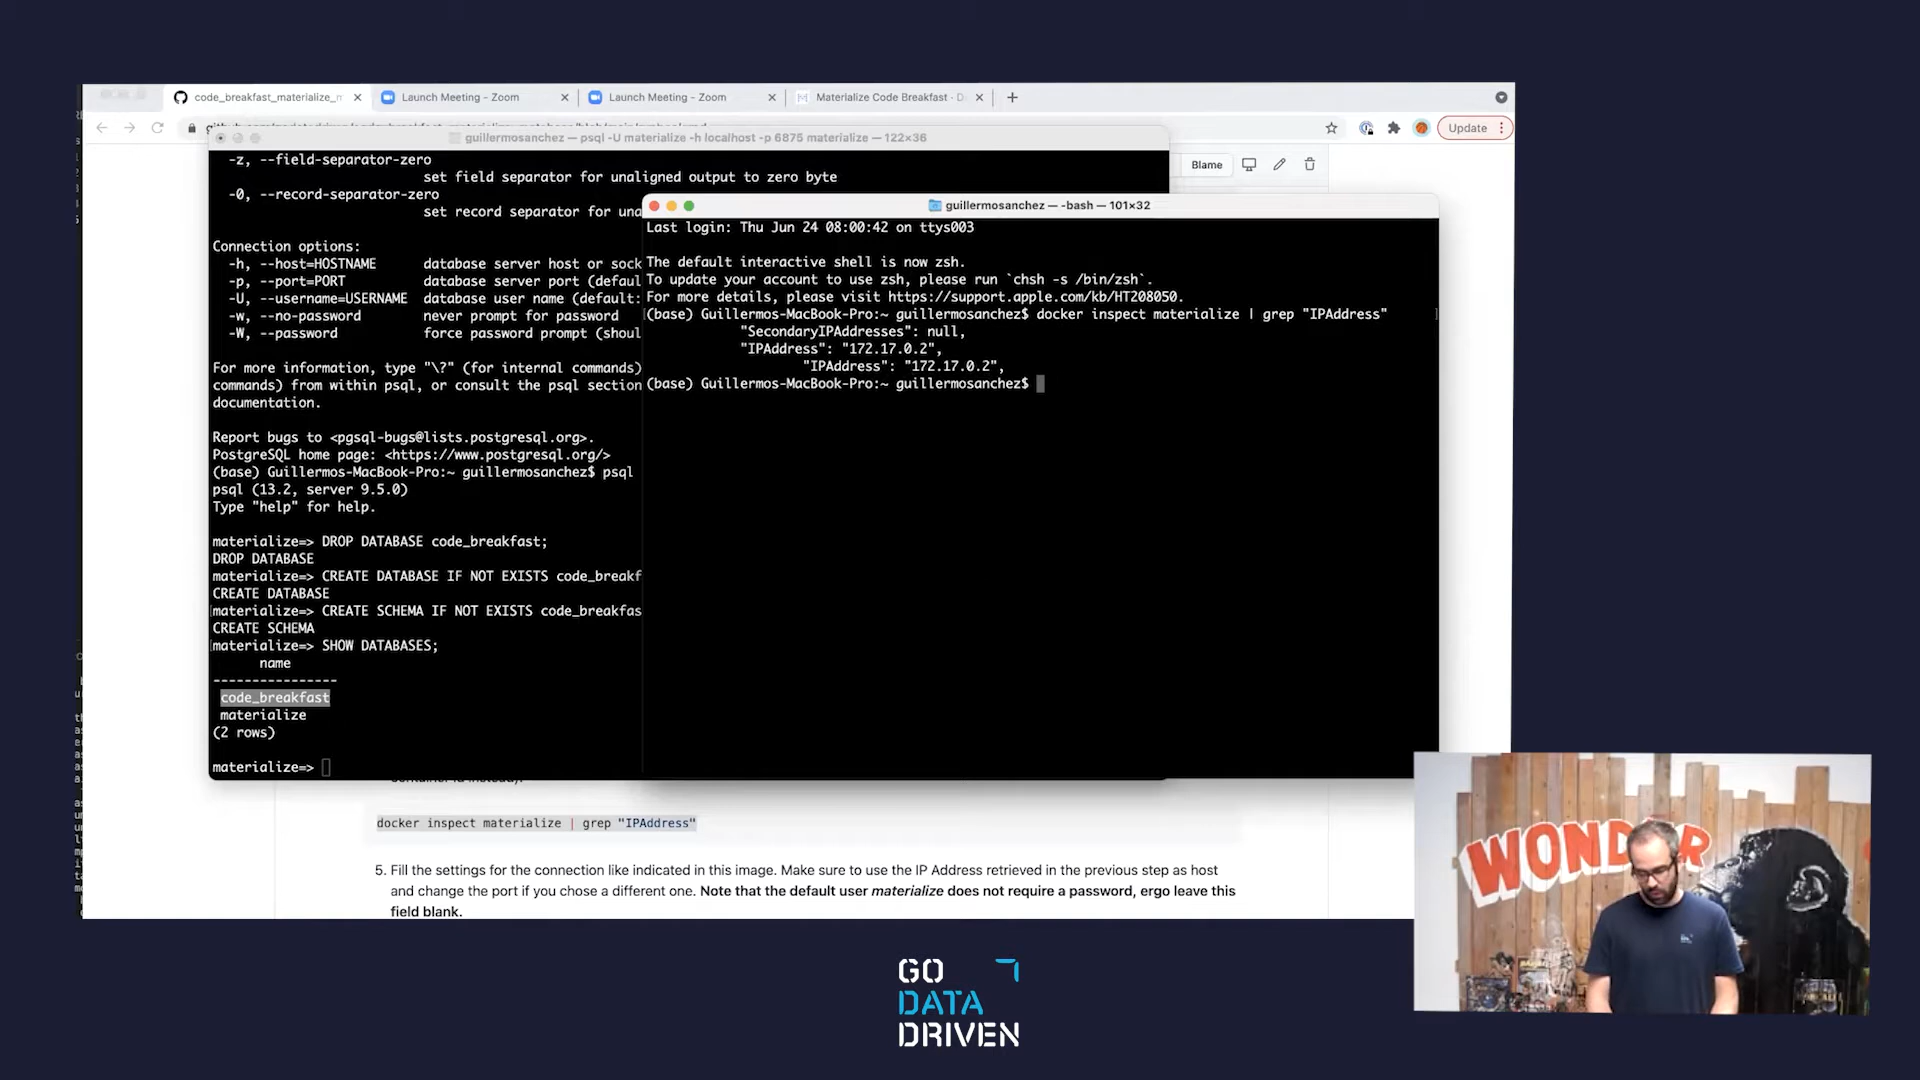 code_breakfast_materialize_m
Launch Meeting - Zoom
Launch Meeting - Zoom
Materialize Code Breakfast - D
Update
guillermosanchez — psql -U materialize -h localhost -p 6875 materialize — 122×36
Blame
-z, --field-separator-zero
set field separator for unaligned output to zero byte
-0, --record-separator-zero
set record separator for una
Connection options:
-h, --host=HOSTNAME database server host or sock
-p, --port=PORT database server port (defaul
-U, --username=USERNAME database user name (default:
-w, --no-password never prompt for password
-W, --password force password prompt (shoul
For more information, type "\?" (for internal commands)
commands) from within psql, or consult the psql section
documentation.
Report bugs to <pgsql-bugs@lists.postgresql.org>.
PostgreSQL home page: <https://www.postgresql.org/>
(base) Guillermos-MacBook-Pro:~ guillermosanchez$ psql
psql (13.2, server 9.5.0)
Type "help" for help.
materialize=> DROP DATABASE code_breakfast;
DROP DATABASE
materialize=> CREATE DATABASE IF NOT EXISTS code_breakf
CREATE DATABASE
materialize=> CREATE SCHEMA IF NOT EXISTS code_breakfas
CREATE SCHEMA
materialize=> SHOW DATABASES;
name
----------------
code_breakfast
materialize
(2 rows)
materialize=>
guillermosanchez — -bash — 101×32
Last login: Thu Jun 24 08:00:42 on ttys003
The default interactive shell is now zsh.
To update your account to use zsh, please run `chsh -s /bin/zsh`.
For more details, please visit https://support.apple.com/kb/HT208050.
(base) Guillermos-MacBook-Pro:~ guillermosanchez$ docker inspect materialize | grep "IPAddress"
"SecondaryIPAddresses": null,
"IPAddress": "172.17.0.2",
"IPAddress": "172.17.0.2",
(base) Guillermos-MacBook-Pro:~ guillermosanchez$
docker inspect materialize | grep "IPAddress"
5. Fill the settings for the connection like indicated in this image. Make sure to use the IP Address retrieved in the previous step as host
and change the port if you chose a different one. Note that the default user materialize does not require a password, ergo leave this
field blank.
WONDER
GO
DATA
DRIVEN